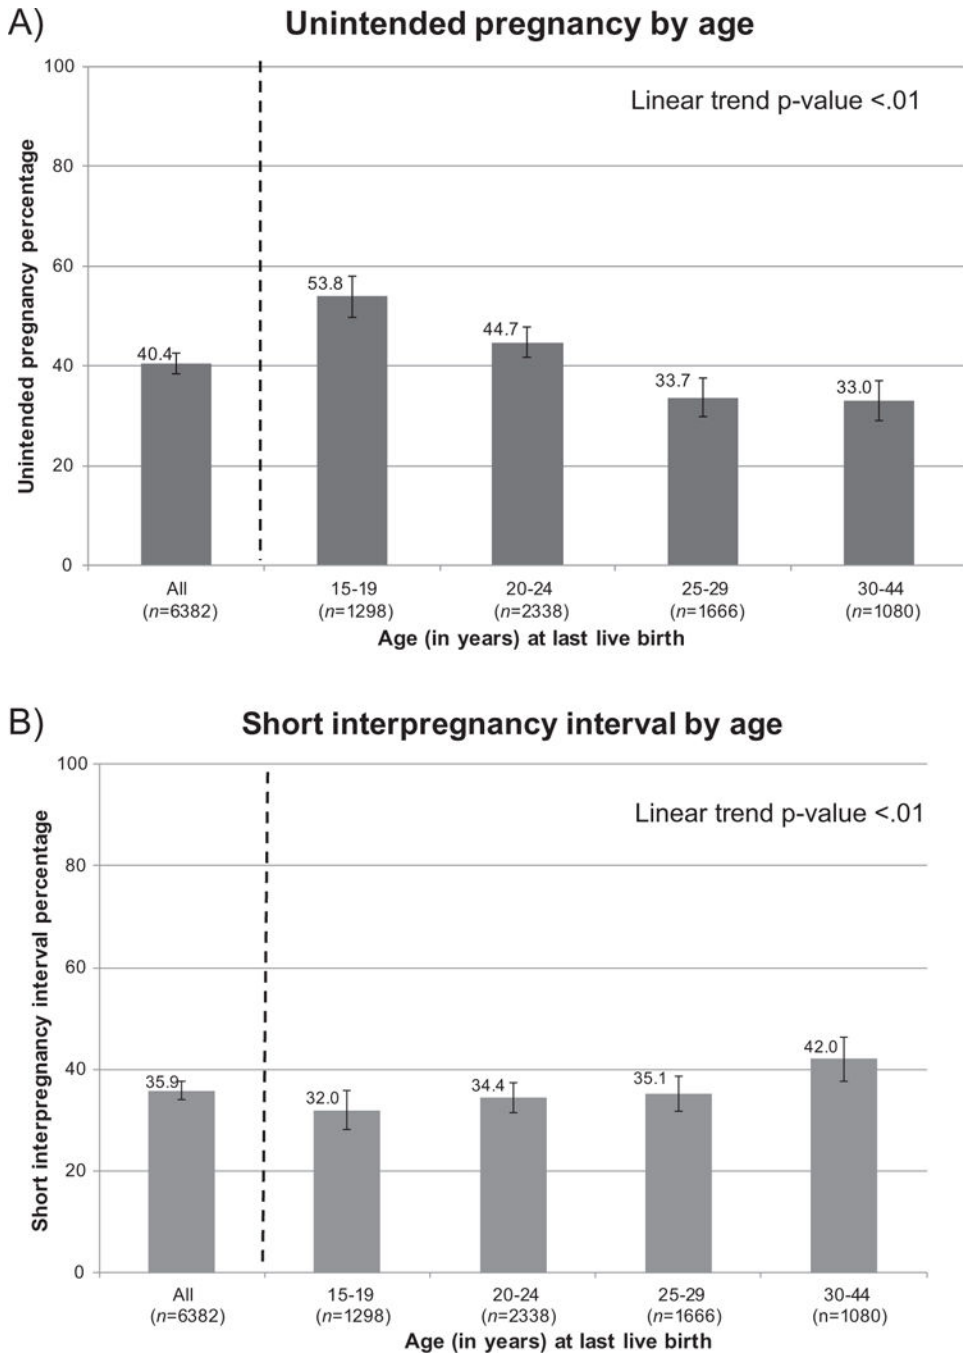 A)
Unintended pregnancy by age
Linear trend p-value <.01
Unintended pregnancy percentage
100
80
60
40
20
0
40.4
53.8
44.7
33.7
33.0
All 15-19 20-24 25-29 30-44
(n=6382) (n=1298) (n=2338) (n=1666) (n=1080)
Age (in years) at last live birth
B)
Short interpregnancy interval by age
Linear trend p-value <.01
Short interpregnancy interval percentage
100
80
60
40
20
0
35.9
32.0
34.4
35.1
42.0
All 15-19 20-24 25-29 30-44
(n=6382) (n=1298) (n=2338) (n=1666) (n=1080)
Age (in years) at last live birth